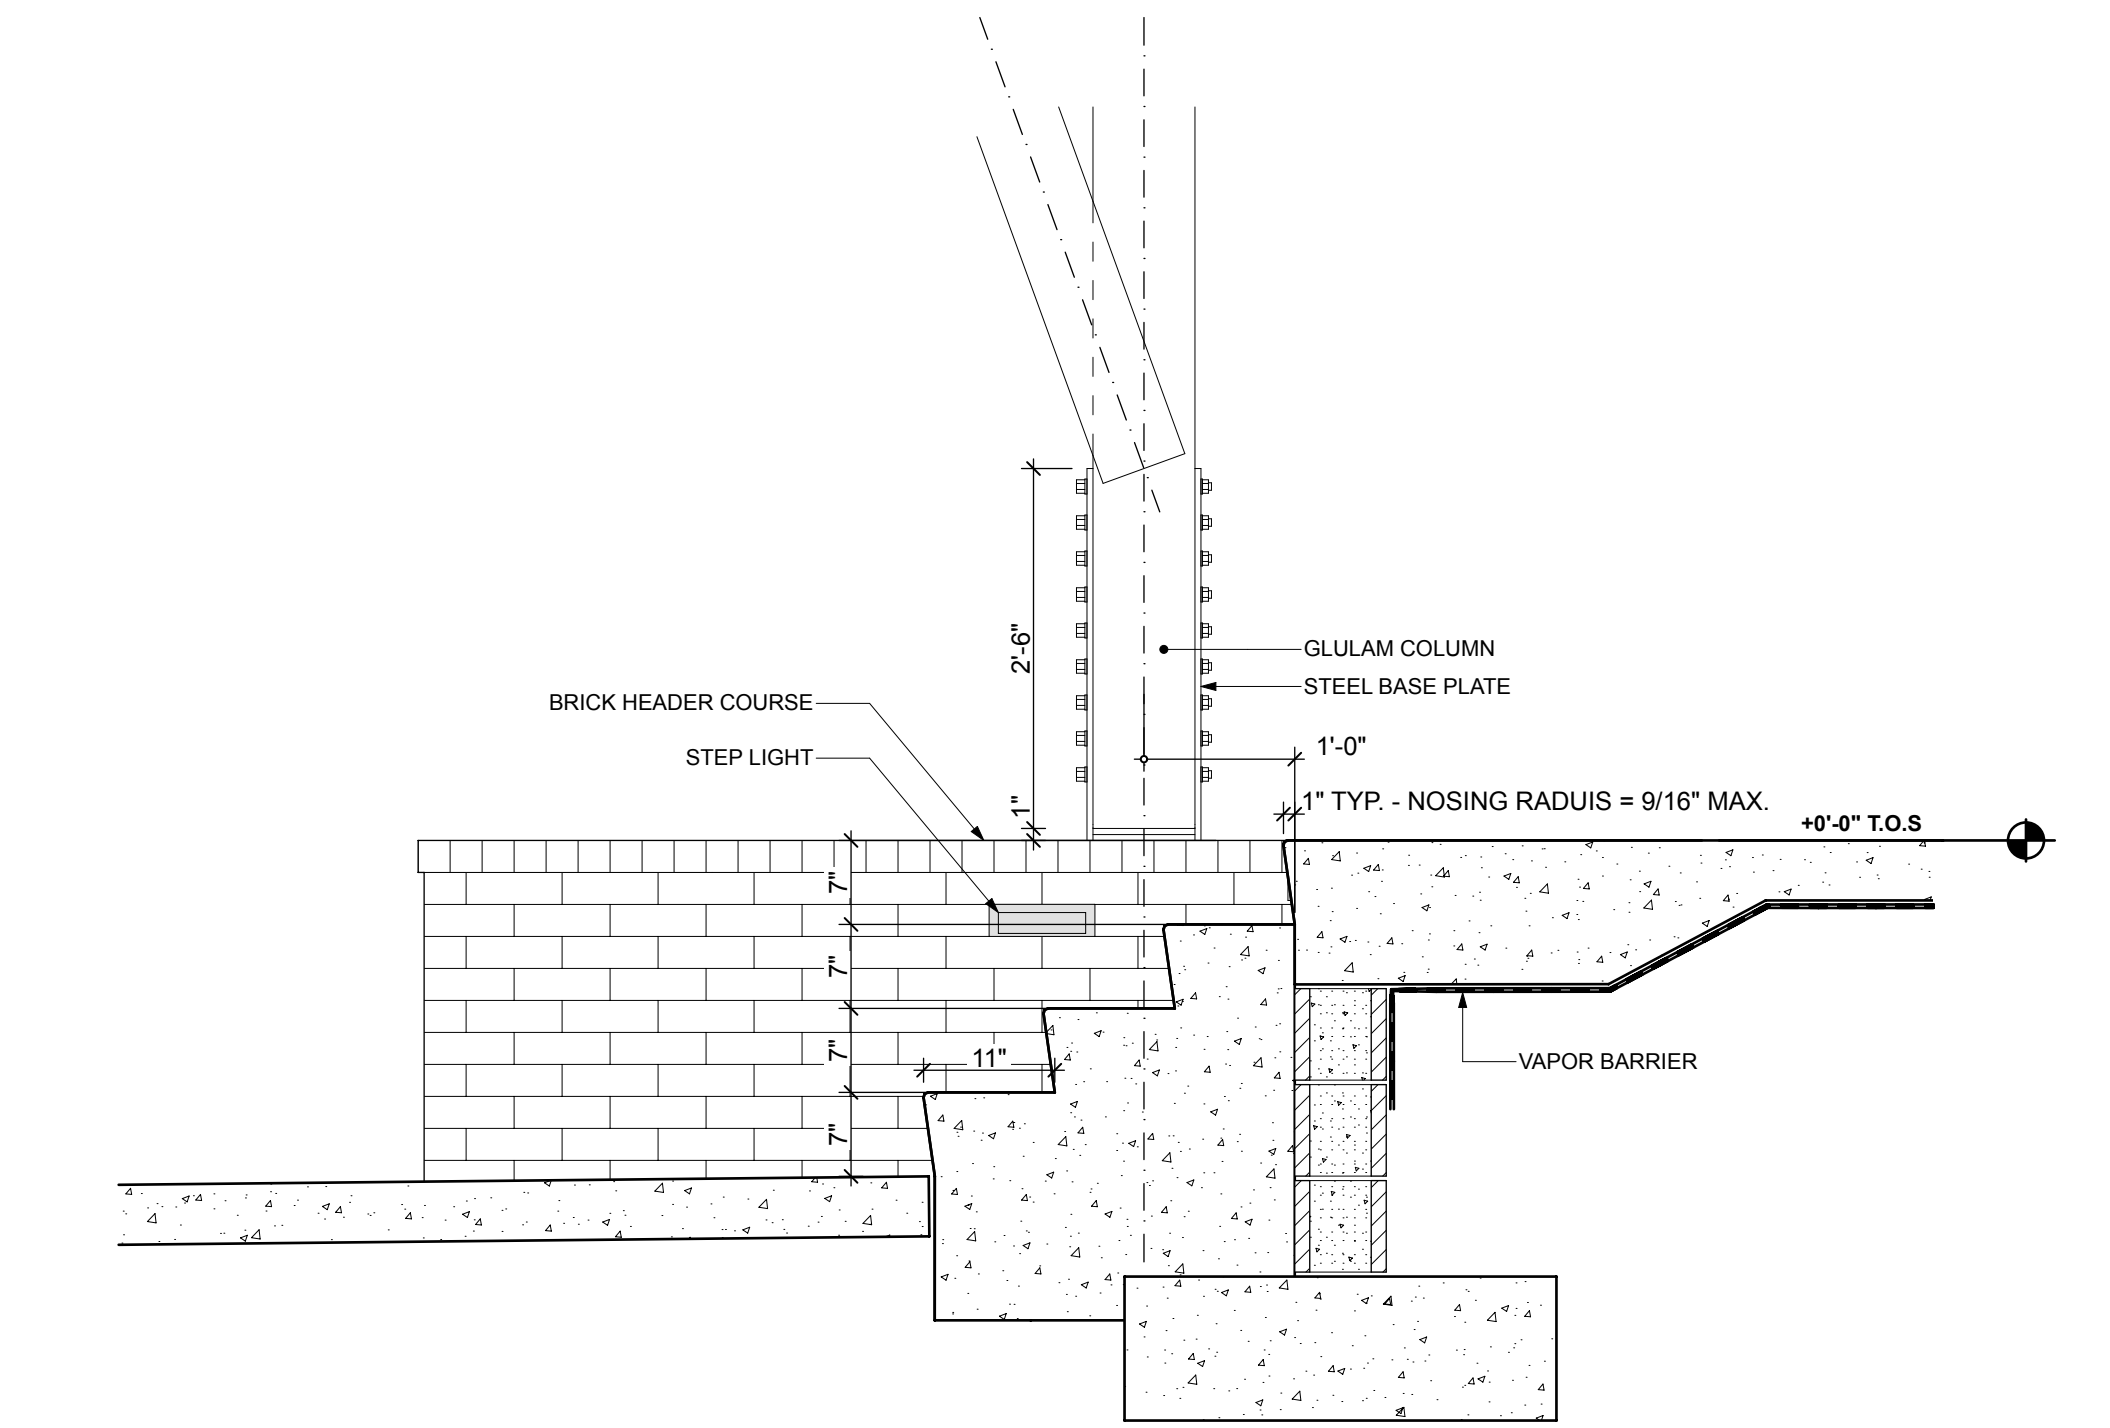 2'-6"
GLULAM COLUMN
STEEL BASE PLATE
BRICK HEADER COURSE
1'-0"
STEP LIGHT
1"
1" TYP. - NOSING RADUIS = 9/16" MAX.
+0'-0" T.O.S
7"
7"
7"
11"
VAPOR BARRIER
7"